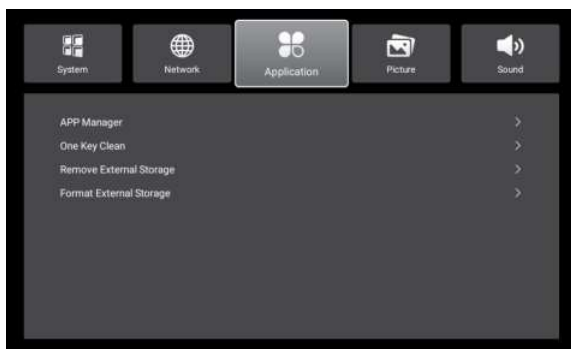 System
Network
Application
Picture
Sound
APP Manager
One Key Clean
Remove External Storage
Format External Storage